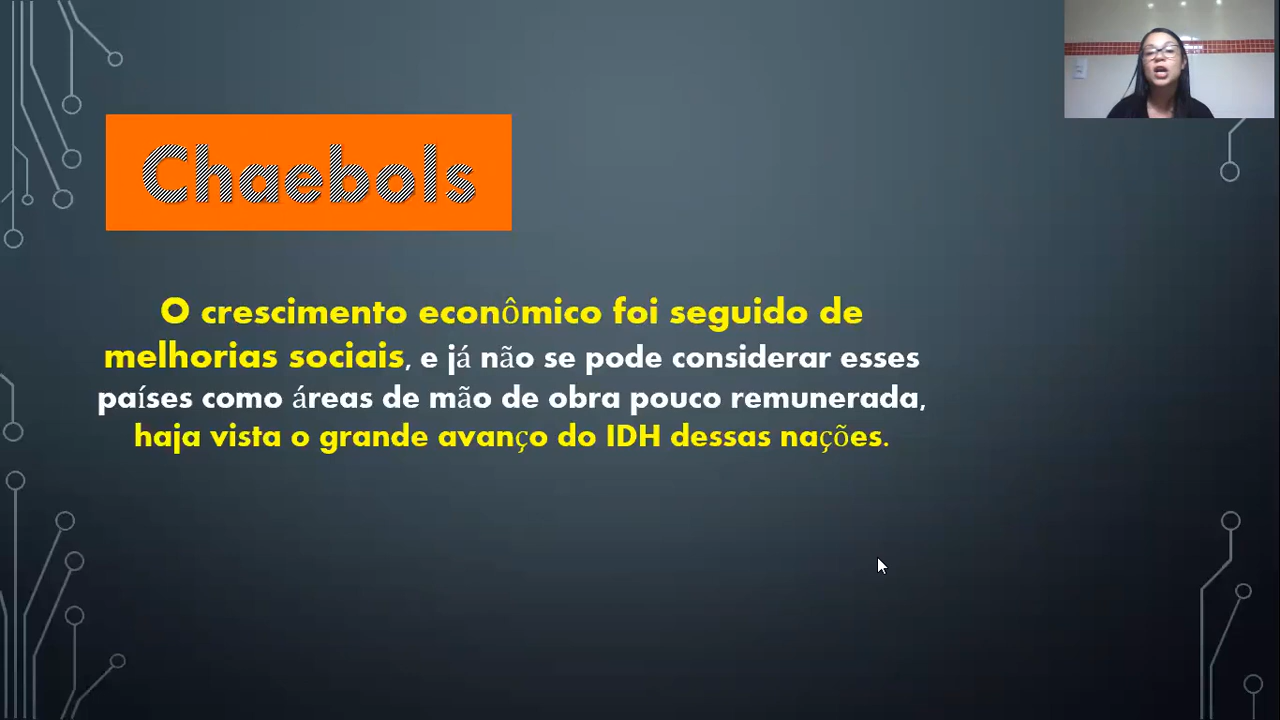 Chaebols
O crescimento econômico foi seguido de
melhorias sociais, e já não se pode considerar esses
países como áreas de mão de obra pouco remunerada,
haja vista o grande avanço do IDH dessas nações.